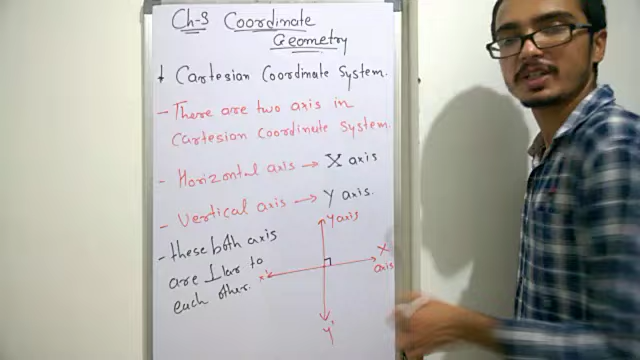 Ch-3 Coordinate
Geometry
+ Cartesian Coordinate System.
- There are two axis in
Cartesian Coordinate System.
- Horizontal axis → X axis
- Vertical axis → Y axis.
- these both axis
are ⊥lar to
each other.
Y axis
X
axis
X'
Y'